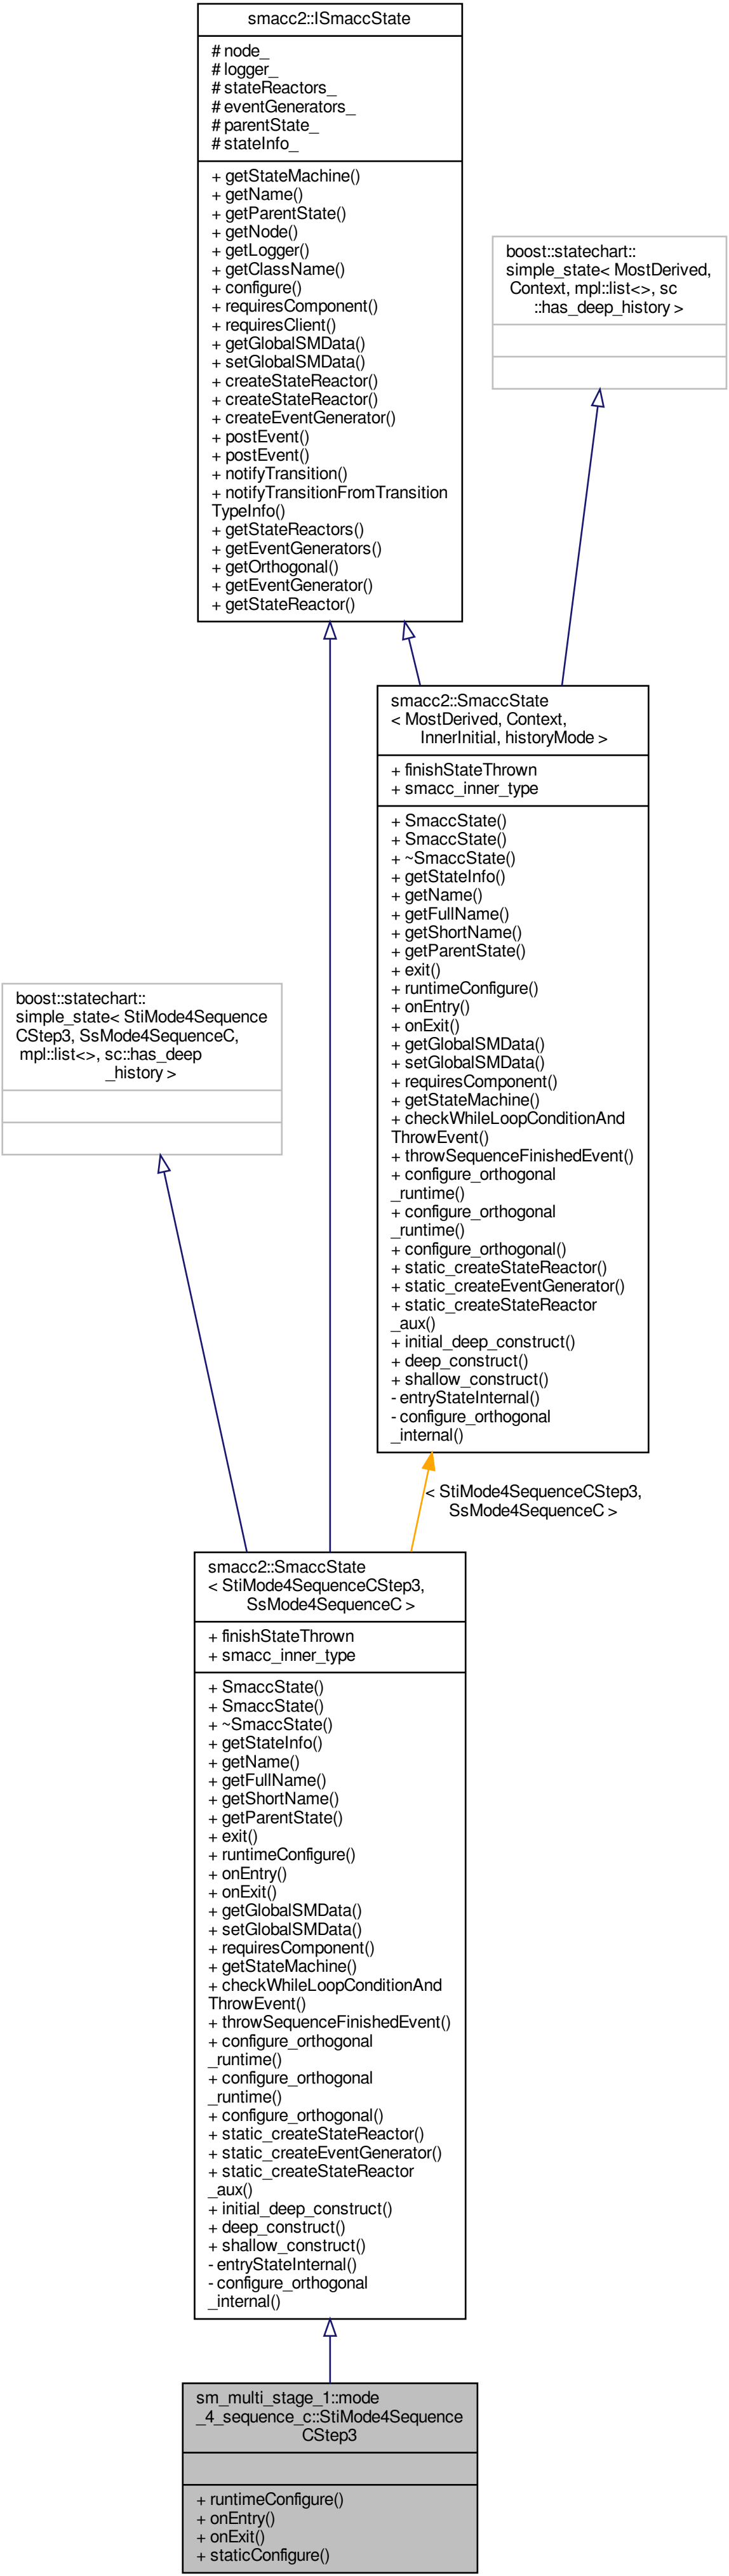 smacc2::ISmaccState
# node_
# logger_
# stateReactors_
# eventGenerators_
# parentState_
# stateInfo_
+ getStateMachine()
+ getName()
+ getParentState()
+ getNode()
+ getLogger()
+ getClassName()
+ configure()
+ requiresComponent()
+ requiresClient()
+ getGlobalSMData()
+ setGlobalSMData()
+ createStateReactor()
+ createStateReactor()
+ createEventGenerator()
+ postEvent()
+ postEvent()
+ notifyTransition()
+ notifyTransitionFromTransition
TypeInfo()
+ getStateReactors()
+ getEventGenerators()
+ getOrthogonal()
+ getEventGenerator()
+ getStateReactor()
boost::statechart::
simple_state< MostDerived,
Context, mpl::list<>, sc
::has_deep_history >
smacc2::SmaccState
< MostDerived, Context,
InnerInitial, historyMode >
+ finishStateThrown
+ smacc_inner_type
+ SmaccState()
+ SmaccState()
+ ~SmaccState()
+ getStateInfo()
+ getName()
+ getFullName()
+ getShortName()
+ getParentState()
+ exit()
+ runtimeConfigure()
+ onEntry()
+ onExit()
+ getGlobalSMData()
+ setGlobalSMData()
+ requiresComponent()
+ getStateMachine()
+ checkWhileLoopConditionAnd
ThrowEvent()
+ throwSequenceFinishedEvent()
+ configure_orthogonal
_runtime()
+ configure_orthogonal
_runtime()
+ configure_orthogonal()
+ static_createStateReactor()
+ static_createEventGenerator()
+ static_createStateReactor
_aux()
+ initial_deep_construct()
+ deep_construct()
+ shallow_construct()
- entryStateInternal()
- configure_orthogonal
_internal()
boost::statechart::
simple_state< StiMode4Sequence
CStep3, SsMode4SequenceC,
mpl::list<>, sc::has_deep
_history >
< StiMode4SequenceCStep3,
SsMode4SequenceC >
smacc2::SmaccState
< StiMode4SequenceCStep3,
SsMode4SequenceC >
+ finishStateThrown
+ smacc_inner_type
+ SmaccState()
+ SmaccState()
+ ~SmaccState()
+ getStateInfo()
+ getName()
+ getFullName()
+ getShortName()
+ getParentState()
+ exit()
+ runtimeConfigure()
+ onEntry()
+ onExit()
+ getGlobalSMData()
+ setGlobalSMData()
+ requiresComponent()
+ getStateMachine()
+ checkWhileLoopConditionAnd
ThrowEvent()
+ throwSequenceFinishedEvent()
+ configure_orthogonal
_runtime()
+ configure_orthogonal
_runtime()
+ configure_orthogonal()
+ static_createStateReactor()
+ static_createEventGenerator()
+ static_createStateReactor
_aux()
+ initial_deep_construct()
+ deep_construct()
+ shallow_construct()
- entryStateInternal()
- configure_orthogonal
_internal()
sm_multi_stage_1::mode
_4_sequence_c::StiMode4Sequence
CStep3
+ runtimeConfigure()
+ onEntry()
+ onExit()
+ staticConfigure()